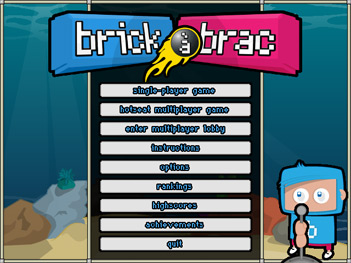 brick a brac
single-player game
hotseat multiplayer game
enter multiplayer lobby
instructions
options
rankings
highscores
achievements
quit